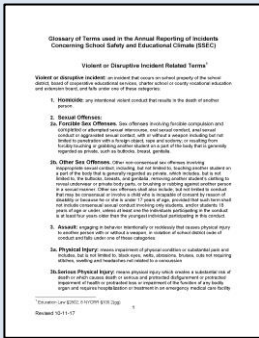 Glossary of Terms used in the Annual Reporting of Incidents
Concerning School Safety and Educational Climate (SSEC)
Violent or Disruptive Incident Related Terms¹
Violent or disruptive incident: an incident that occurs on school property of the school
district, board of cooperative educational services, charter school or county vocational education
and extension board, and falls under one of these categories:
1. Homicide: any intentional violent conduct that results in the death of another
person.
2. Sexual Offenses:
2a. Forcible Sex Offenses. Sex offenses involving forcible compulsion and
completed or attempted sexual intercourse, oral sexual conduct, anal sexual
conduct or aggravated sexual contact, with or without a weapon including but not
limited to penetration with a foreign object, rape and sodomy; or resulting from
forcibly touching or grabbing another student on a part of the body that is generally
regarded as private, such as buttocks, breast, genitalia.
2b. Other Sex Offenses. Other non-consensual sex offenses involving
inappropriate sexual contact, including, but not limited to, touching another student on
a part of the body that is generally regarded as private, which includes, but is not
limited to, the buttocks, breasts, and genitalia, removing another student's clothing to
reveal underwear or private body parts, or brushing or rubbing against another person
in a sexual manner. Other sex offenses shall also include, but not limited to conduct
that may be consensual or involve a child who is incapable of consent by reason of
disability or because he or she is under 17 years of age, provided that such term shall
not include consensual sexual conduct involving only students, and/or students 18
years of age or under, unless at least one the individuals participating in the conduct
is at least four years older than the youngest individual participating in the conduct.
3. Assault: engaging in behavior intentionally or recklessly that causes physical injury
to another person with or without a weapon, in violation of school district code of
conduct and falls under one of these categories
3a. Physical Injury: means impairment of physical condition or substantial pain and
includes, but is not limited to, black eyes, welts, abrasions, bruises, cuts not requiring
stitches, swelling and headaches not related to a concussion
3b. Serious Physical Injury: means physical injury which creates a substantial risk of
death or which causes death or serious and protracted disfigurement or protracted
impairment of health or protracted loss or impairment of the function of any bodily
organ and requires hospitalization or treatment in an emergency medical care facility
¹ Education Law §2802, 8 NYCRR
Revised 10-11-17